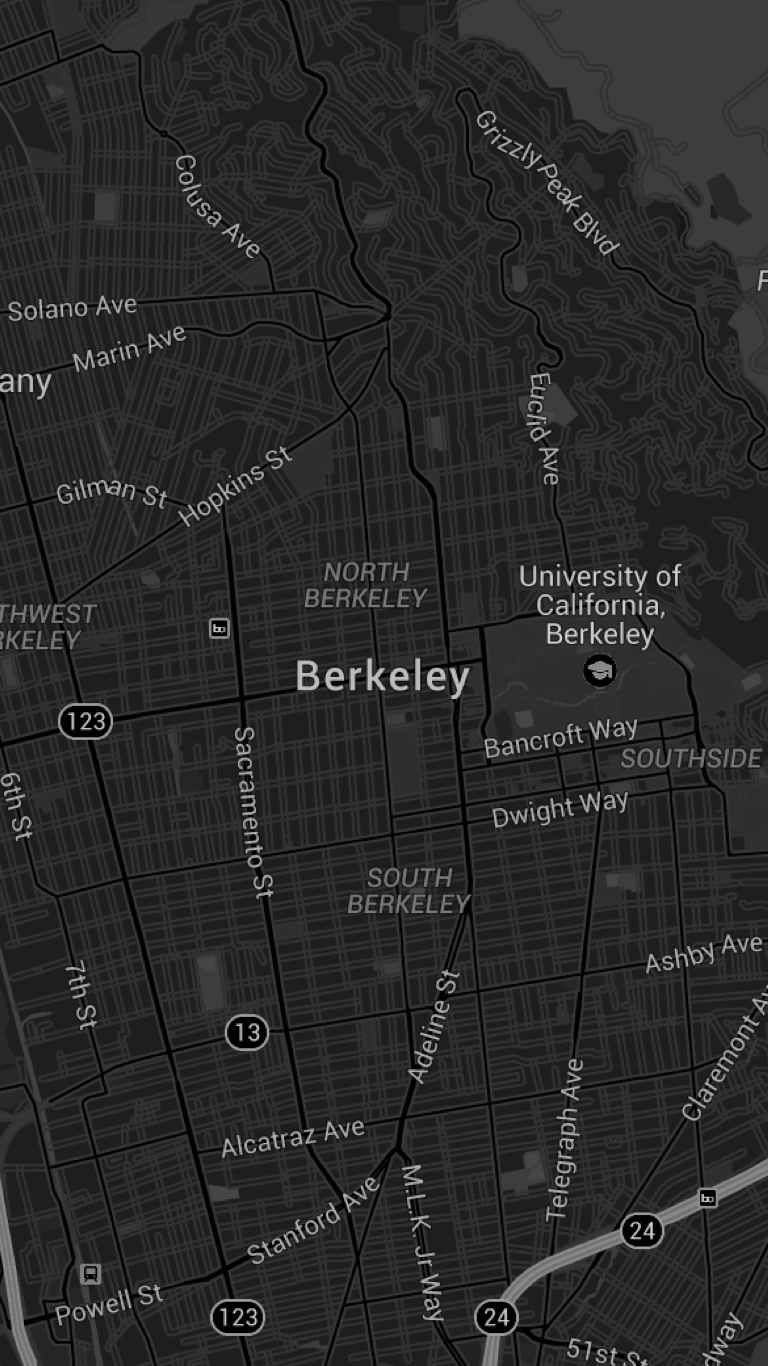 Grizzly Peak Blvd
Colusa Ave
Solano Ave
Marin Ave
any
Euclid Ave
Gilman St
Hopkins St
NORTH
BERKELEY
University of
California,
Berkeley
THWEST
RKELEY
Berkeley
123
Bancroft Way
SOUTHSIDE
Sacramento St
6th St
Dwight Way
SOUTH
BERKELEY
Ashby Ave
7th St
13
Adeline St
Claremont Av
Telegraph Ave
Alcatraz Ave
Stanford Ave
M.L.K. Jr Way
24
Powell St
123
24
51st St
dway